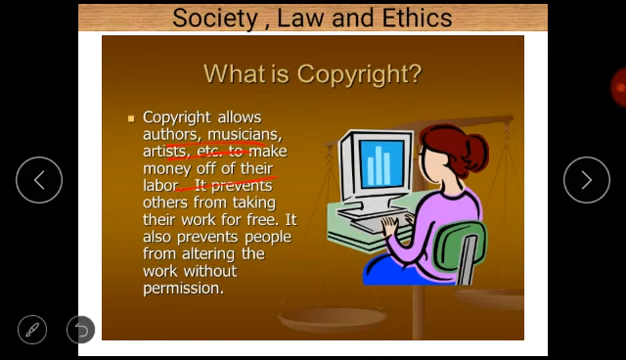 Society , Law and Ethics
What is Copyright?
Copyright allows
authors, musicians,
artists, etc. to make
money off of their
labor. It prevents
others from taking
their work for free. It
also prevents people
from altering the
work without
permission.